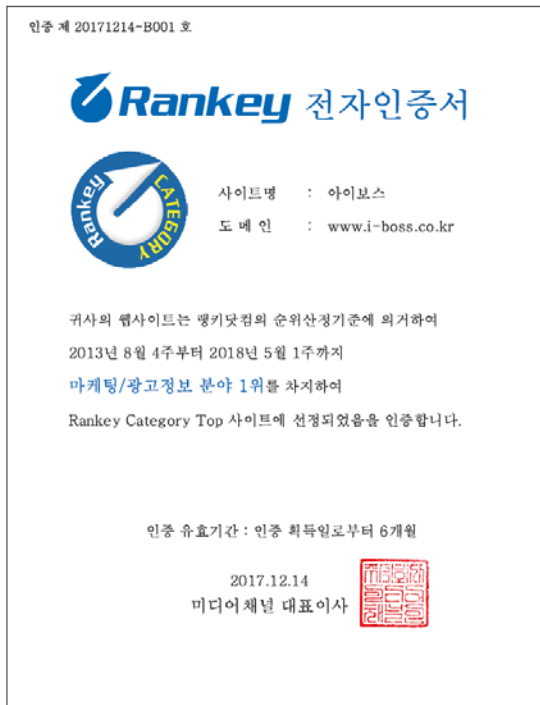 인증 제 20171214-B001 호
Rankey 전자인증서
Rankey CATEGORY
사이트명 : 아이보스
도 메 인 : www.i-boss.co.kr
귀사의 웹사이트는 랭키닷컴의 순위산정기준에 의거하여
2013년 8월 4주부터 2018년 5월 1주까지
마케팅/광고정보 분야 1위를 차지하여
Rankey Category Top 사이트에 선정되었음을 인증합니다.
인증 유효기간 : 인증 획득일로부터 6개월
2017.12.14
미디어채널 대표이사